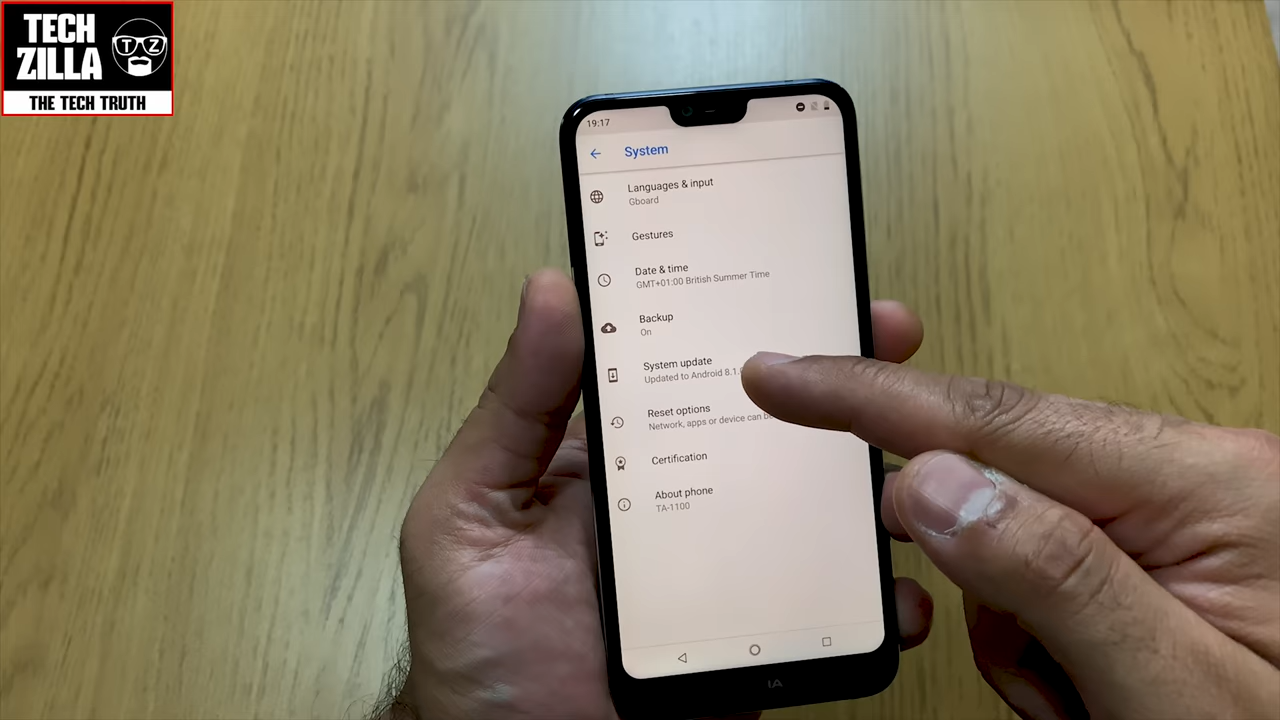 TECH
ZILLA
T Z
THE TECH TRUTH
19:17
System
Languages & input
Gboard
Gestures
Date & time
GMT+01:00 British Summer Time
Backup
On
System update
Updated to Android 8.1.
Reset options
Network, apps or device can
Certification
About phone
TA-1100